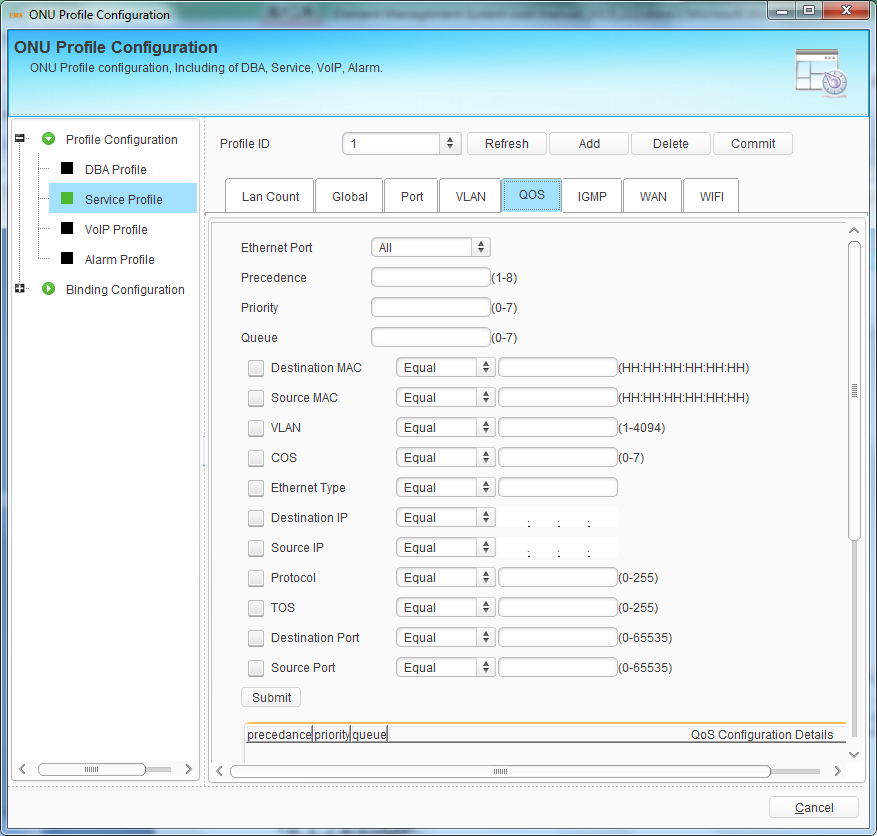 ONU Profile Configuration
ONU Profile Configuration
ONU Profile configuration, Including of DBA, Service, VoIP, Alarm.
Profile Configuration
DBA Profile
Service Profile
VoIP Profile
Alarm Profile
Binding Configuration
Profile ID 1 Refresh Add Delete Commit
Lan Count Global Port VLAN QOS IGMP WAN WIFI
Ethernet Port All
Precedence (1-8)
Priority (0-7)
Queue (0-7)
Destination MAC Equal (HH:HH:HH:HH:HH:HH)
Source MAC Equal (HH:HH:HH:HH:HH:HH)
VLAN Equal (1-4094)
COS Equal (0-7)
Ethernet Type Equal
Destination IP Equal : : :
Source IP Equal : : :
Protocol Equal (0-255)
TOS Equal (0-255)
Destination Port Equal (0-65535)
Source Port Equal (0-65535)
Submit
precedance priority queue QoS Configuration Details
Cancel